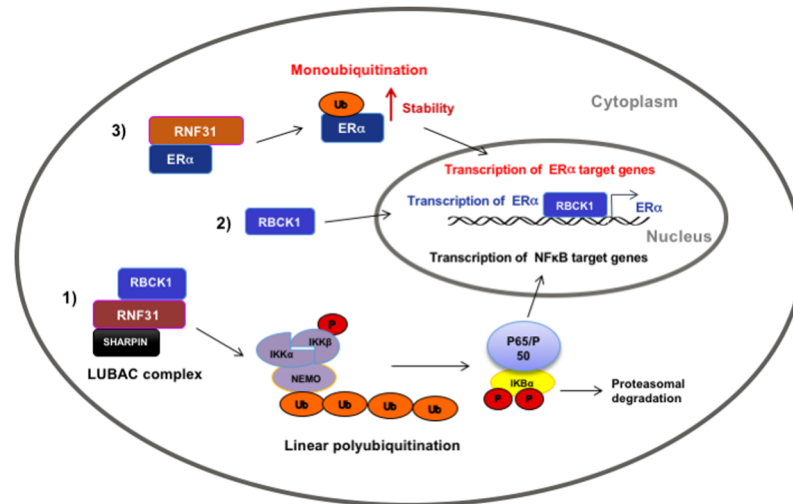 Monoubiquitination
Cytoplasm
Ub
Stability
3)
RNF31
ERα
ERα
Transcription of ERα target genes
Transcription of ERα
RBCK1
ERα
2)
RBCK1
Nucleus
Transcription of NFκB target genes
1)
RBCK1
RNF31
SHARPIN
LUBAC complex
P
IKKα
IKKβ
NEMO
Ub
Ub
Ub
Ub
Linear polyubiquitination
P65/P
50
IKBα
P
P
Proteasomal
degradation